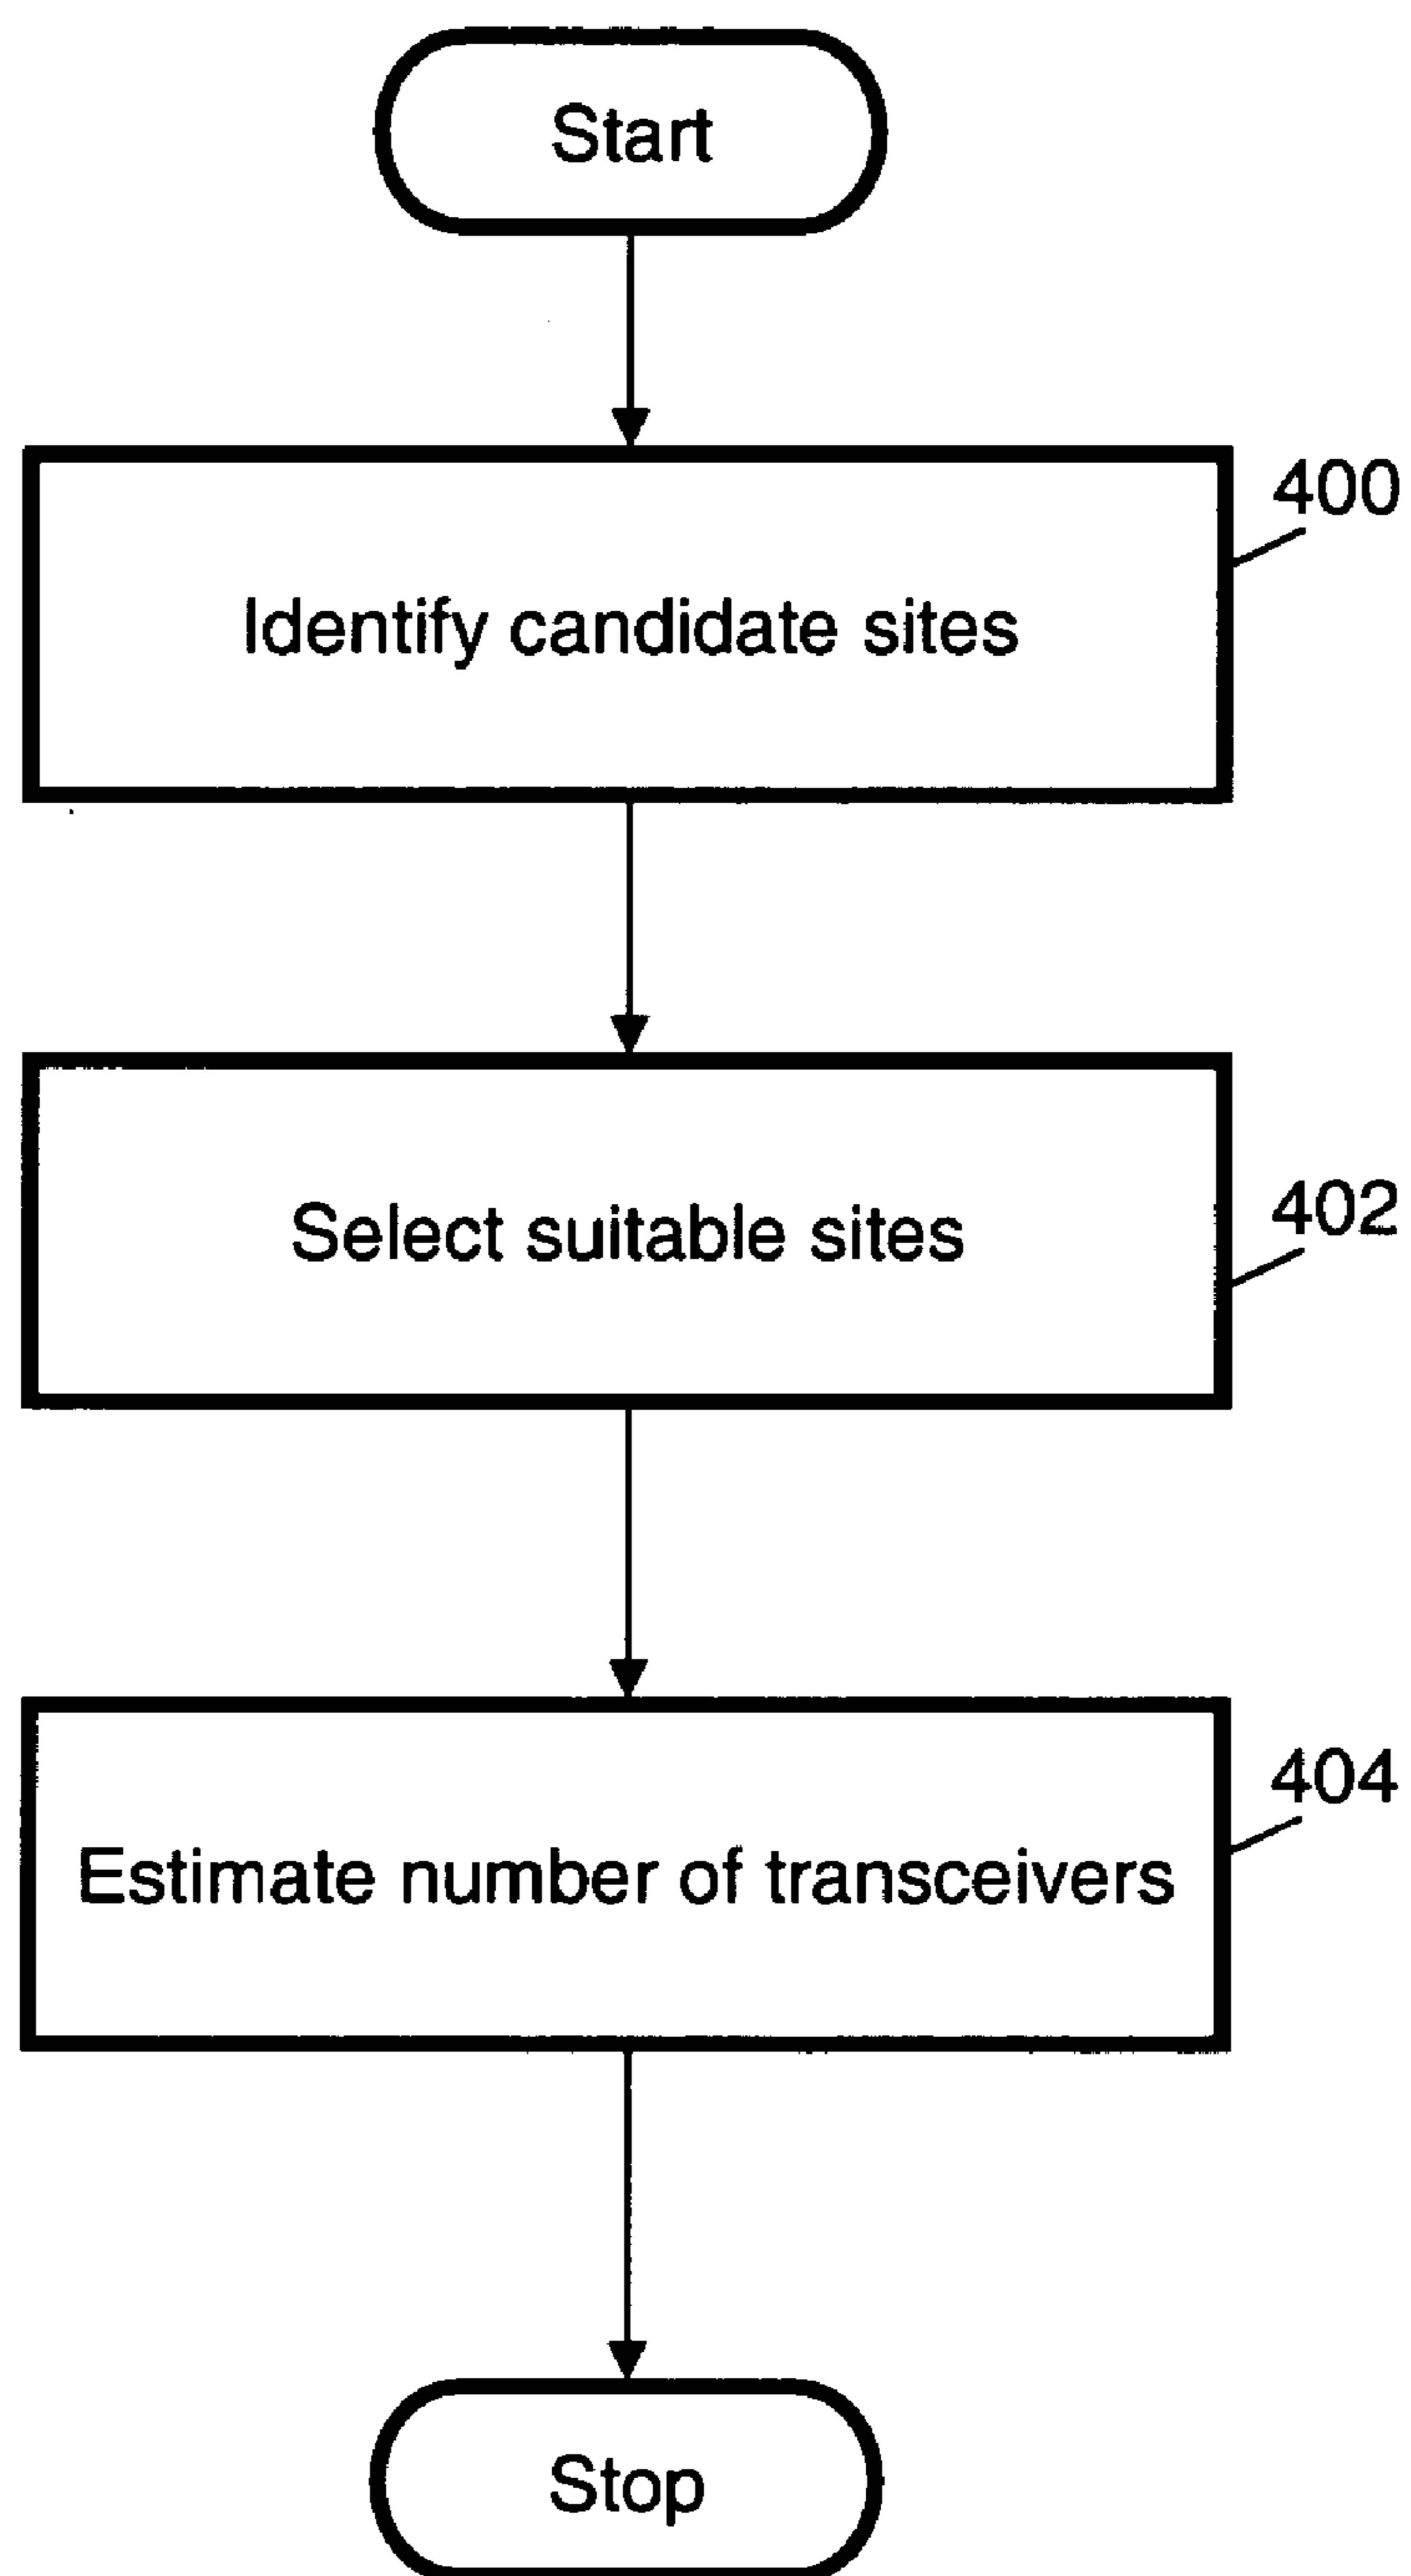 Start
400
Identify candidate sites
402
Select suitable sites
404
Estimate number of transceivers
Stop